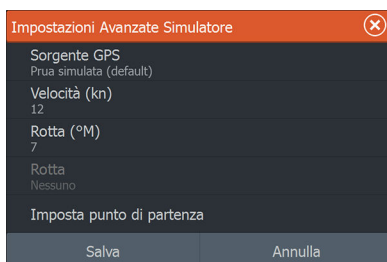 Impostazioni Avanzate Simulatore
Sorgente GPS
Prua simulata (default)
Velocità (kn)
12
Rotta (°M)
7
Rotta
Nessuno
Imposta punto di partenza
Salva
Annulla